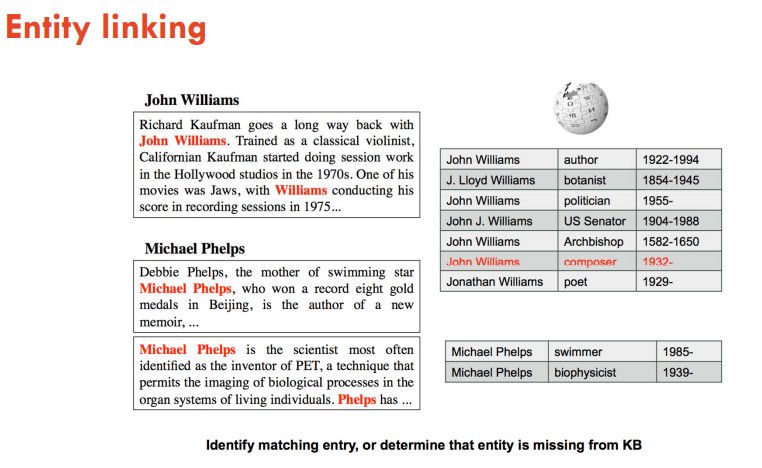 Entity linking
John Williams
Richard Kaufman goes a long way back with
John Williams. Trained as a classical violinist,
Californian Kaufman started doing session work
in the Hollywood studios in the 1970s. One of his
movies was Jaws, with Williams conducting his
score in recording sessions in 1975...
Michael Phelps
Debbie Phelps, the mother of swimming star
Michael Phelps, who won a record eight gold
medals in Beijing, is the author of a new
memoir, ...
Michael Phelps is the scientist most often
identified as the inventor of PET, a technique that
permits the imaging of biological processes in the
organ systems of living individuals. Phelps has ...
John Williams author 1922-1994
J. Lloyd Williams botanist 1854-1945
John Williams politician 1955-
John J. Williams US Senator 1904-1988
John Williams Archbishop 1582-1650
John Williams composer 1932-
Jonathan Williams poet 1929-
Michael Phelps swimmer 1985-
Michael Phelps biophysicist 1939-
Identify matching entry, or determine that entity is missing from KB